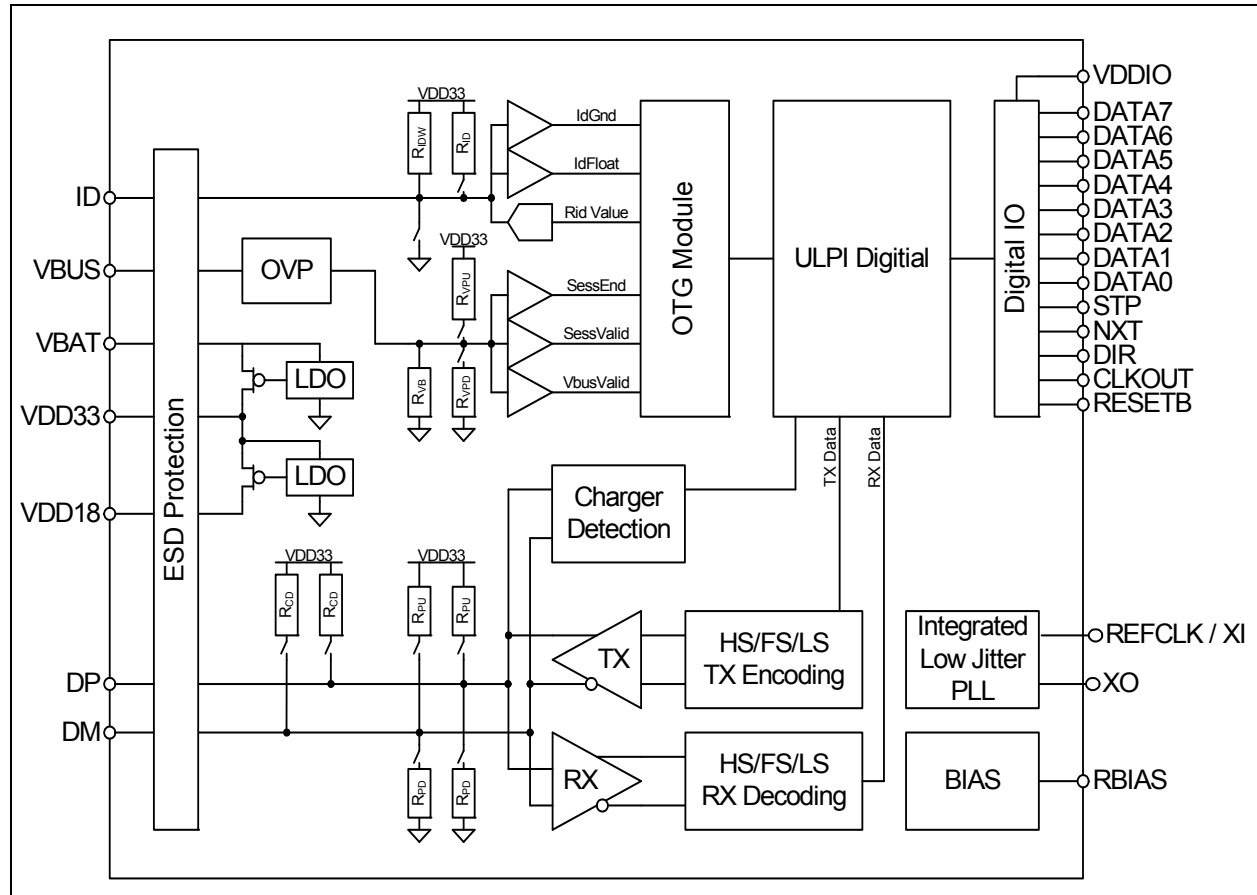 VDD33
VDDIO
RIDW
RID
IdGnd
IdFloat
Rid Value
ID
VBUS
OVP
VDD33
RVPU
SessEnd
SessValid
VbusValid
RVB
RVPD
OTG Module
ULPI Digitial
Digital IO
DATA7
DATA6
DATA5
DATA4
DATA3
DATA2
DATA1
DATA0
STP
NXT
DIR
CLKOUT
RESETB
VBAT
LDO
VDD33
LDO
VDD18
ESD Protection
Charger
Detection
TX Data
RX Data
VDD33
VDD33
RCD
RCD
RPU
RPU
DP
DM
RPD
RPD
TX
HS/FS/LS
TX Encoding
RX
HS/FS/LS
RX Decoding
Integrated
Low Jitter
PLL
REFCLK / XI
XO
BIAS
RBIAS